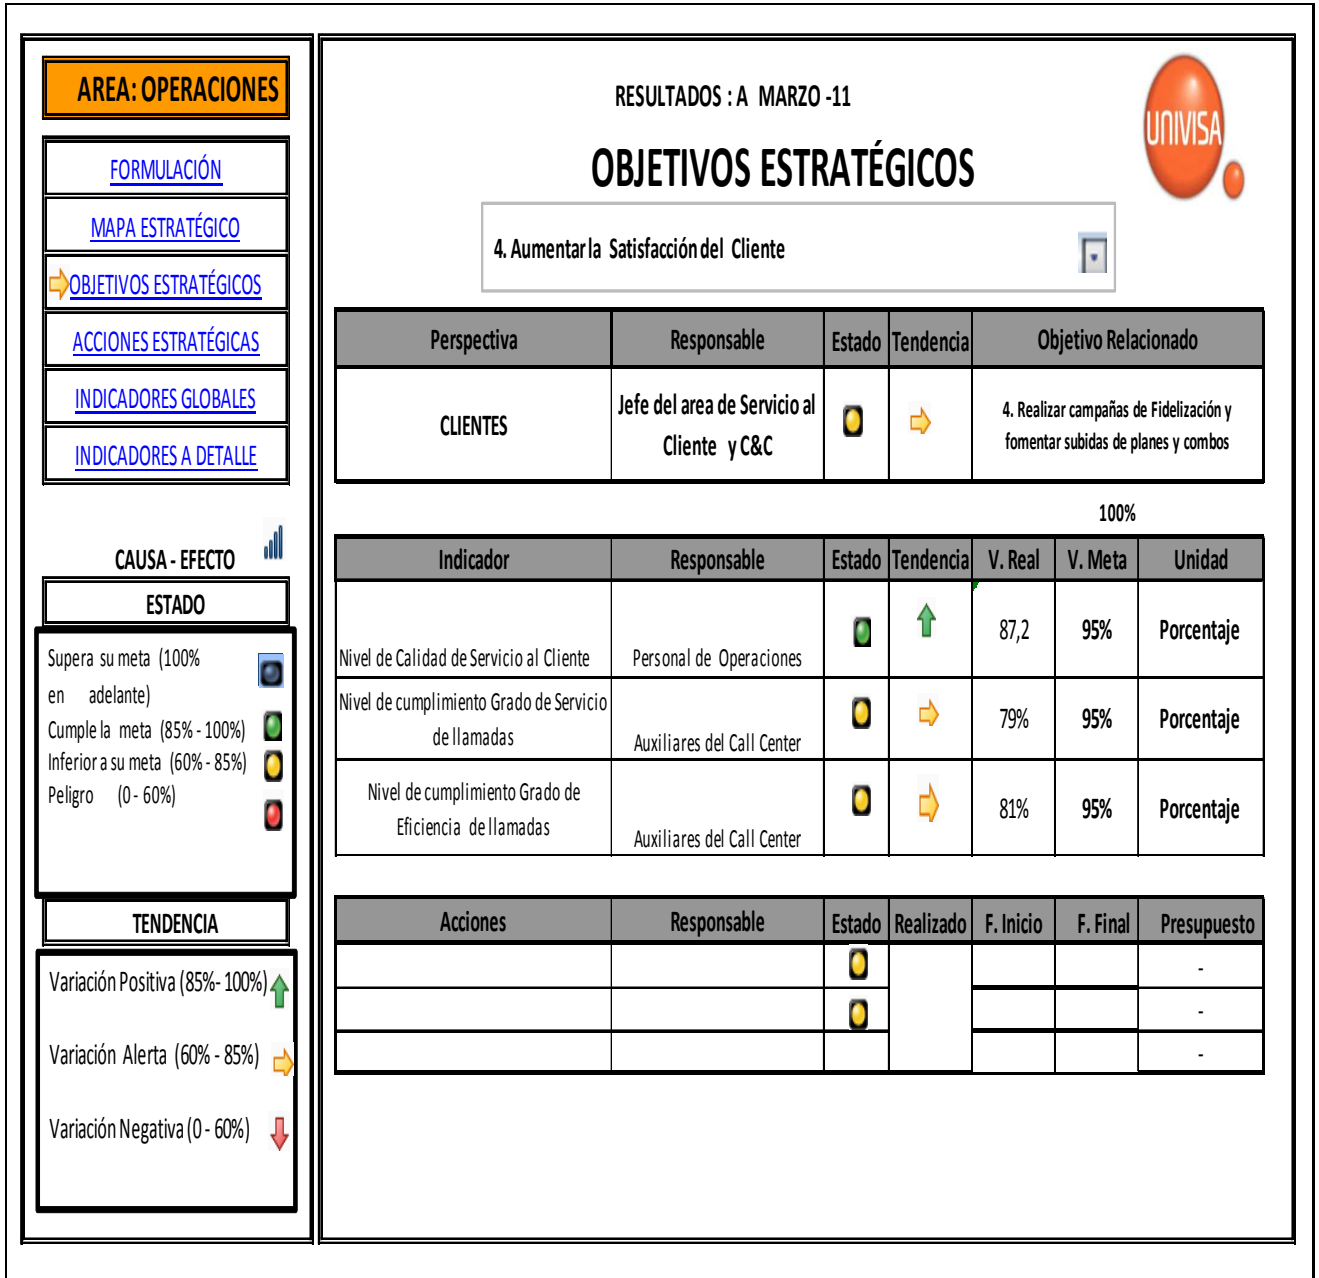 AREA: OPERACIONES
FORMULACIÓN
MAPA ESTRATÉGICO
OBJETIVOS ESTRATÉGICOS
ACCIONES ESTRATÉGICAS
INDICADORES GLOBALES
INDICADORES A DETALLE
CAUSA - EFECTO
ESTADO
Supera su meta (100%
en adelante)
Cumple la meta (85% - 100%)
Inferior a su meta (60% - 85%)
Peligro (0 - 60%)
TENDENCIA
Variación Positiva (85%- 100%)
Variación Alerta (60% - 85%)
Variación Negativa (0 - 60%)
RESULTADOS : A MARZO -11
UNIVISA
OBJETIVOS ESTRATÉGICOS
4. Aumentar la Satisfacción del Cliente
Perspectiva Responsable Estado Tendencia Objetivo Relacionado
CLIENTES
Jefe del area de Servicio al
Cliente y C&C
4. Realizar campañas de Fidelización y
fomentar subidas de planes y combos
100%
Indicador Responsable Estado Tendencia V. Real V. Meta Unidad
Nivel de Calidad de Servicio al Cliente Personal de Operaciones 87,2 95% Porcentaje
Nivel de cumplimiento Grado de Servicio
de llamadas Auxiliares del Call Center 79% 95% Porcentaje
Nivel de cumplimiento Grado de
Eficiencia de llamadas Auxiliares del Call Center 81% 95% Porcentaje
Acciones Responsable Estado Realizado F. Inicio F. Final Presupuesto
-
-
-